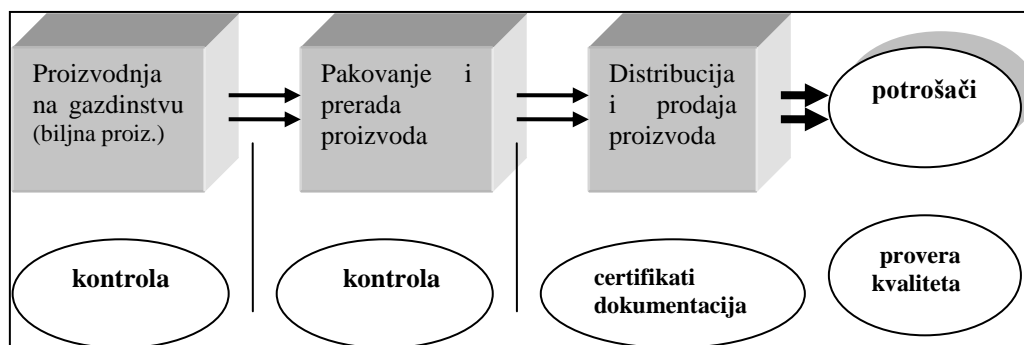 Proizvodnja
na gazdinstvu
(biljna proiz.)
Pakovanje i
prerada
proizvoda
Distribucija
i prodaja
proizvoda
potrošači
kontrola
kontrola
certifikati
dokumentacija
provera
kvaliteta